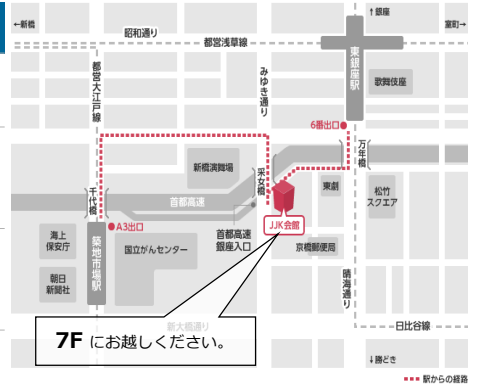 ←新橋
昭和通り
都営浅草線
↑銀座
室町→
都営大江戸線
みゆき通り
東銀座駅
歌舞伎座
6番出口
万年橋
新橋演舞場
采女橋
東劇
松竹
スクエア
千代橋
首都高速
JJK会館
A3出口
海上
保安庁
築地市場駅
国立がんセンター
首都高速
銀座入口
京橋郵便局
朝日
新聞社
晴海通り
新大橋通り
日比谷線
7F にお越しください。
↓勝どき
駅からの経路